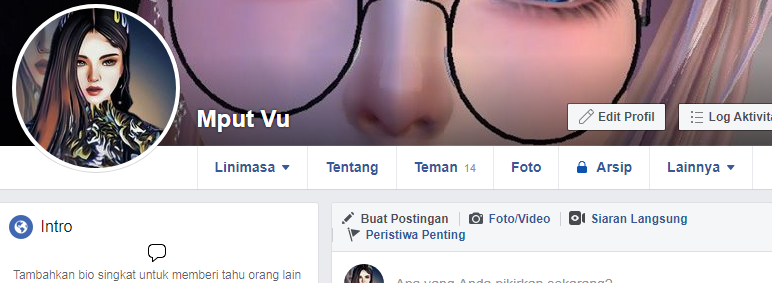 Mput Vu
Edit Profil
Log Aktivita
Linimasa
Tentang
Teman 14
Foto
Arsip
Lainnya
Intro
Tambahkan bio singkat untuk memberi tahu orang lain
Buat Postingan
Foto/Video
Siaran Langsung
Peristiwa Penting
Apa yang Anda pikirkan sekarang?